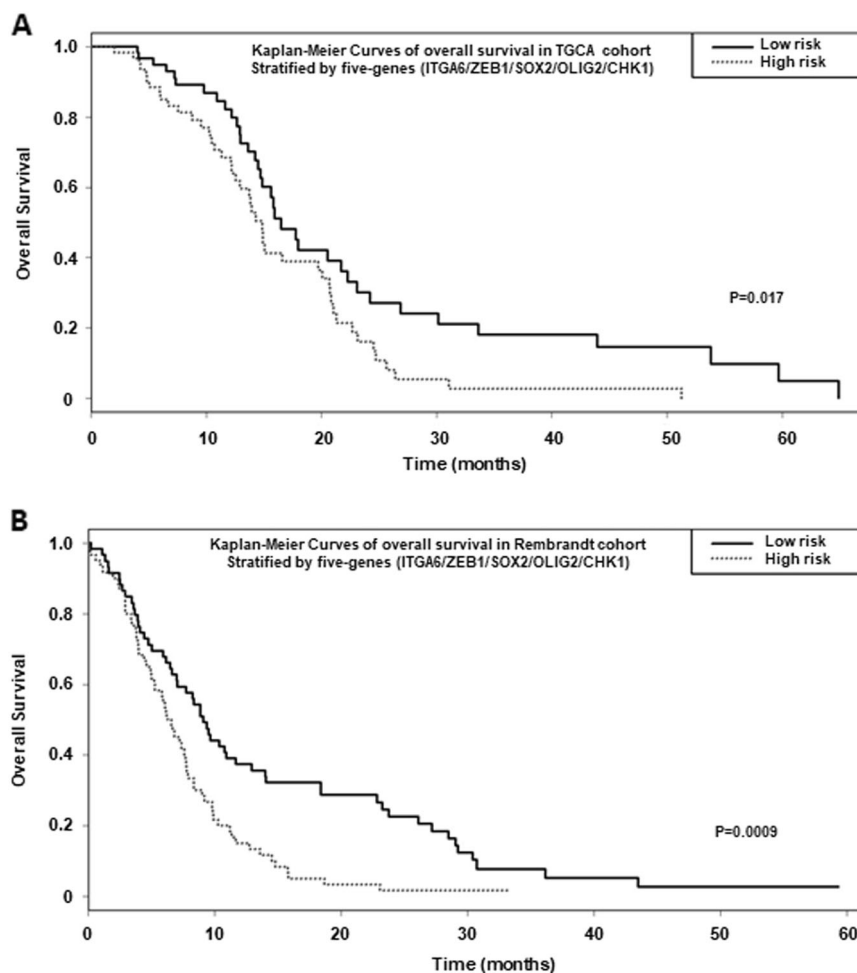 A
Kaplan-Meier Curves of overall survival in TGCA cohort
Stratified by five-genes (ITGA6/ZEB1/SOX2/OLIG2/CHK1)
Low risk
High risk
Overall Survival
1.0
0.8
0.6
0.4
0.2
0
P=0.017
0 10 20 30 40 50 60
Time (months)
B
Kaplan-Meier Curves of overall survival in Rembrandt cohort
Stratified by five-genes (ITGA6/ZEB1/SOX2/OLIG2/CHK1)
Low risk
High risk
Overall Survival
1.0
0.8
0.6
0.4
0.2
0
P=0.0009
0 10 20 30 40 50 60
Time (months)